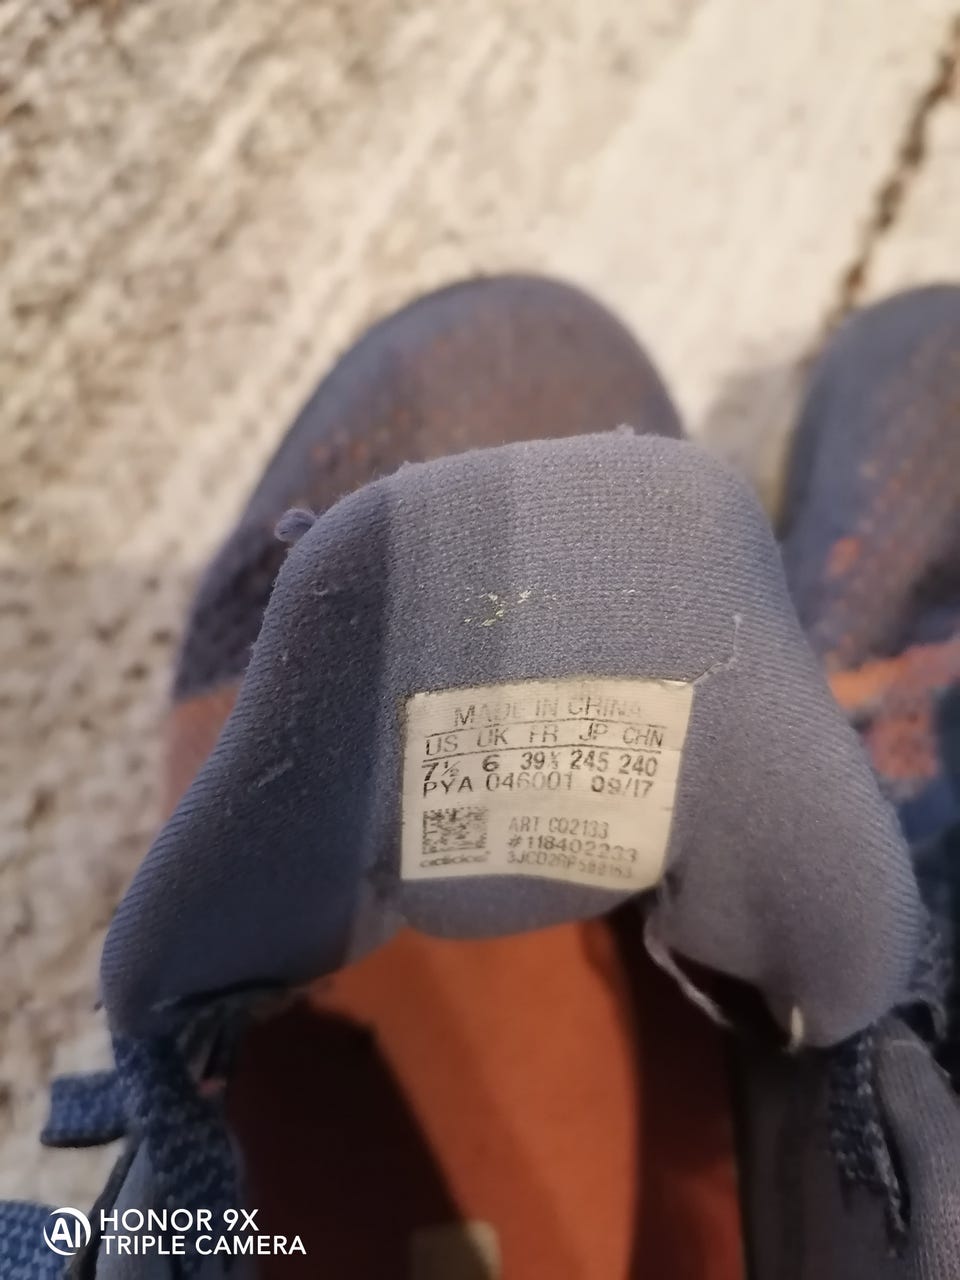 MADE IN CHINA
US UK FR JP CHN
7½ 6 39⅓ 245 240
PYA 046001 09/17
ART CQ2133
#118402233
adidas
AI HONOR 9X
TRIPLE CAMERA